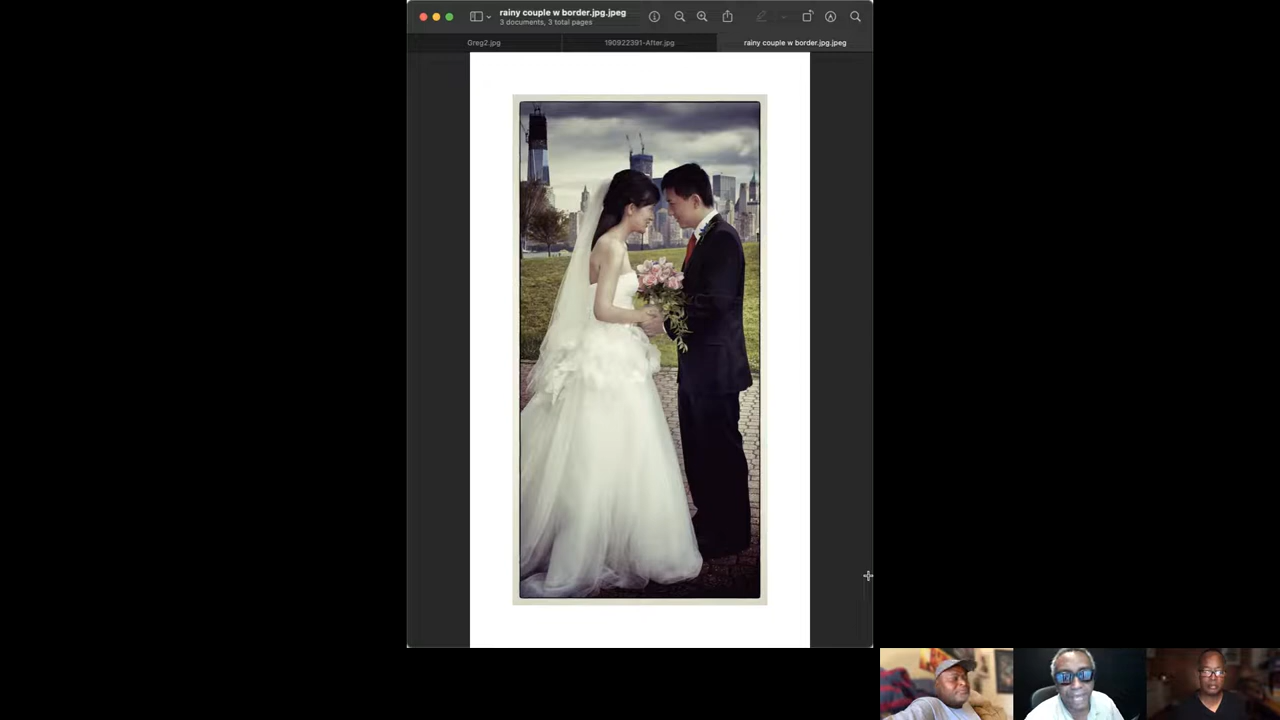 rainy couple w border.jpg.jpeg
3 documents, 3 total pages
Greg2.jpg
190922391-After.jpg
rainy couple w border.jpg.jpeg